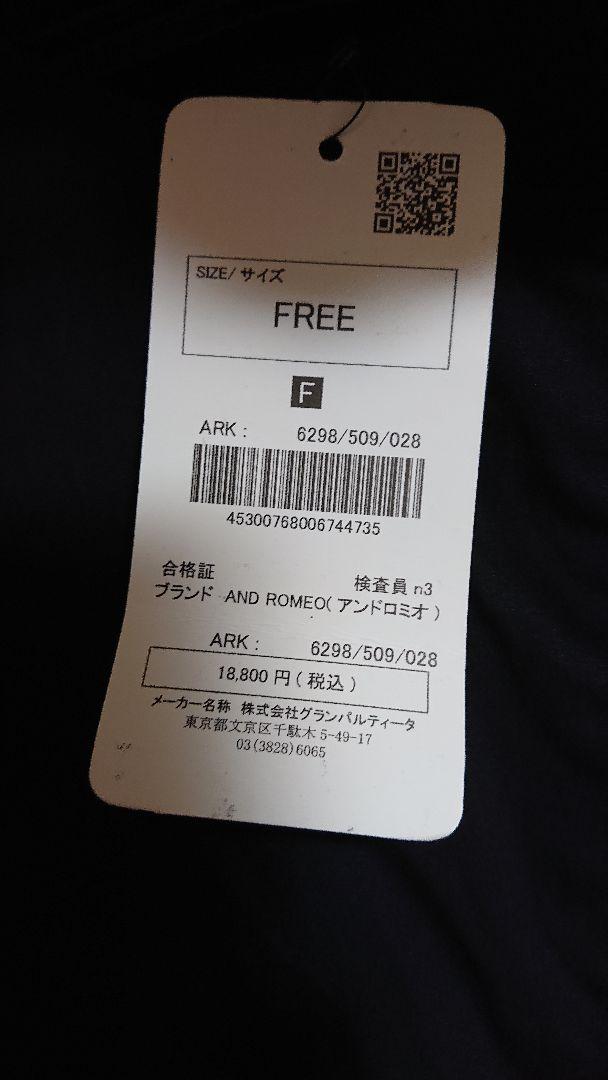 SIZE/サイズ
FREE
F
ARK : 6298/509/028
45300768006744735
合格証 検査員 n3
ブランド AND ROMEO(アンドロミオ)
ARK : 6298/509/028
18,800 円(税込)
メーカー名称 株式会社グランバルティータ
東京都文京区千駄木5-49-17
03(3828)6065